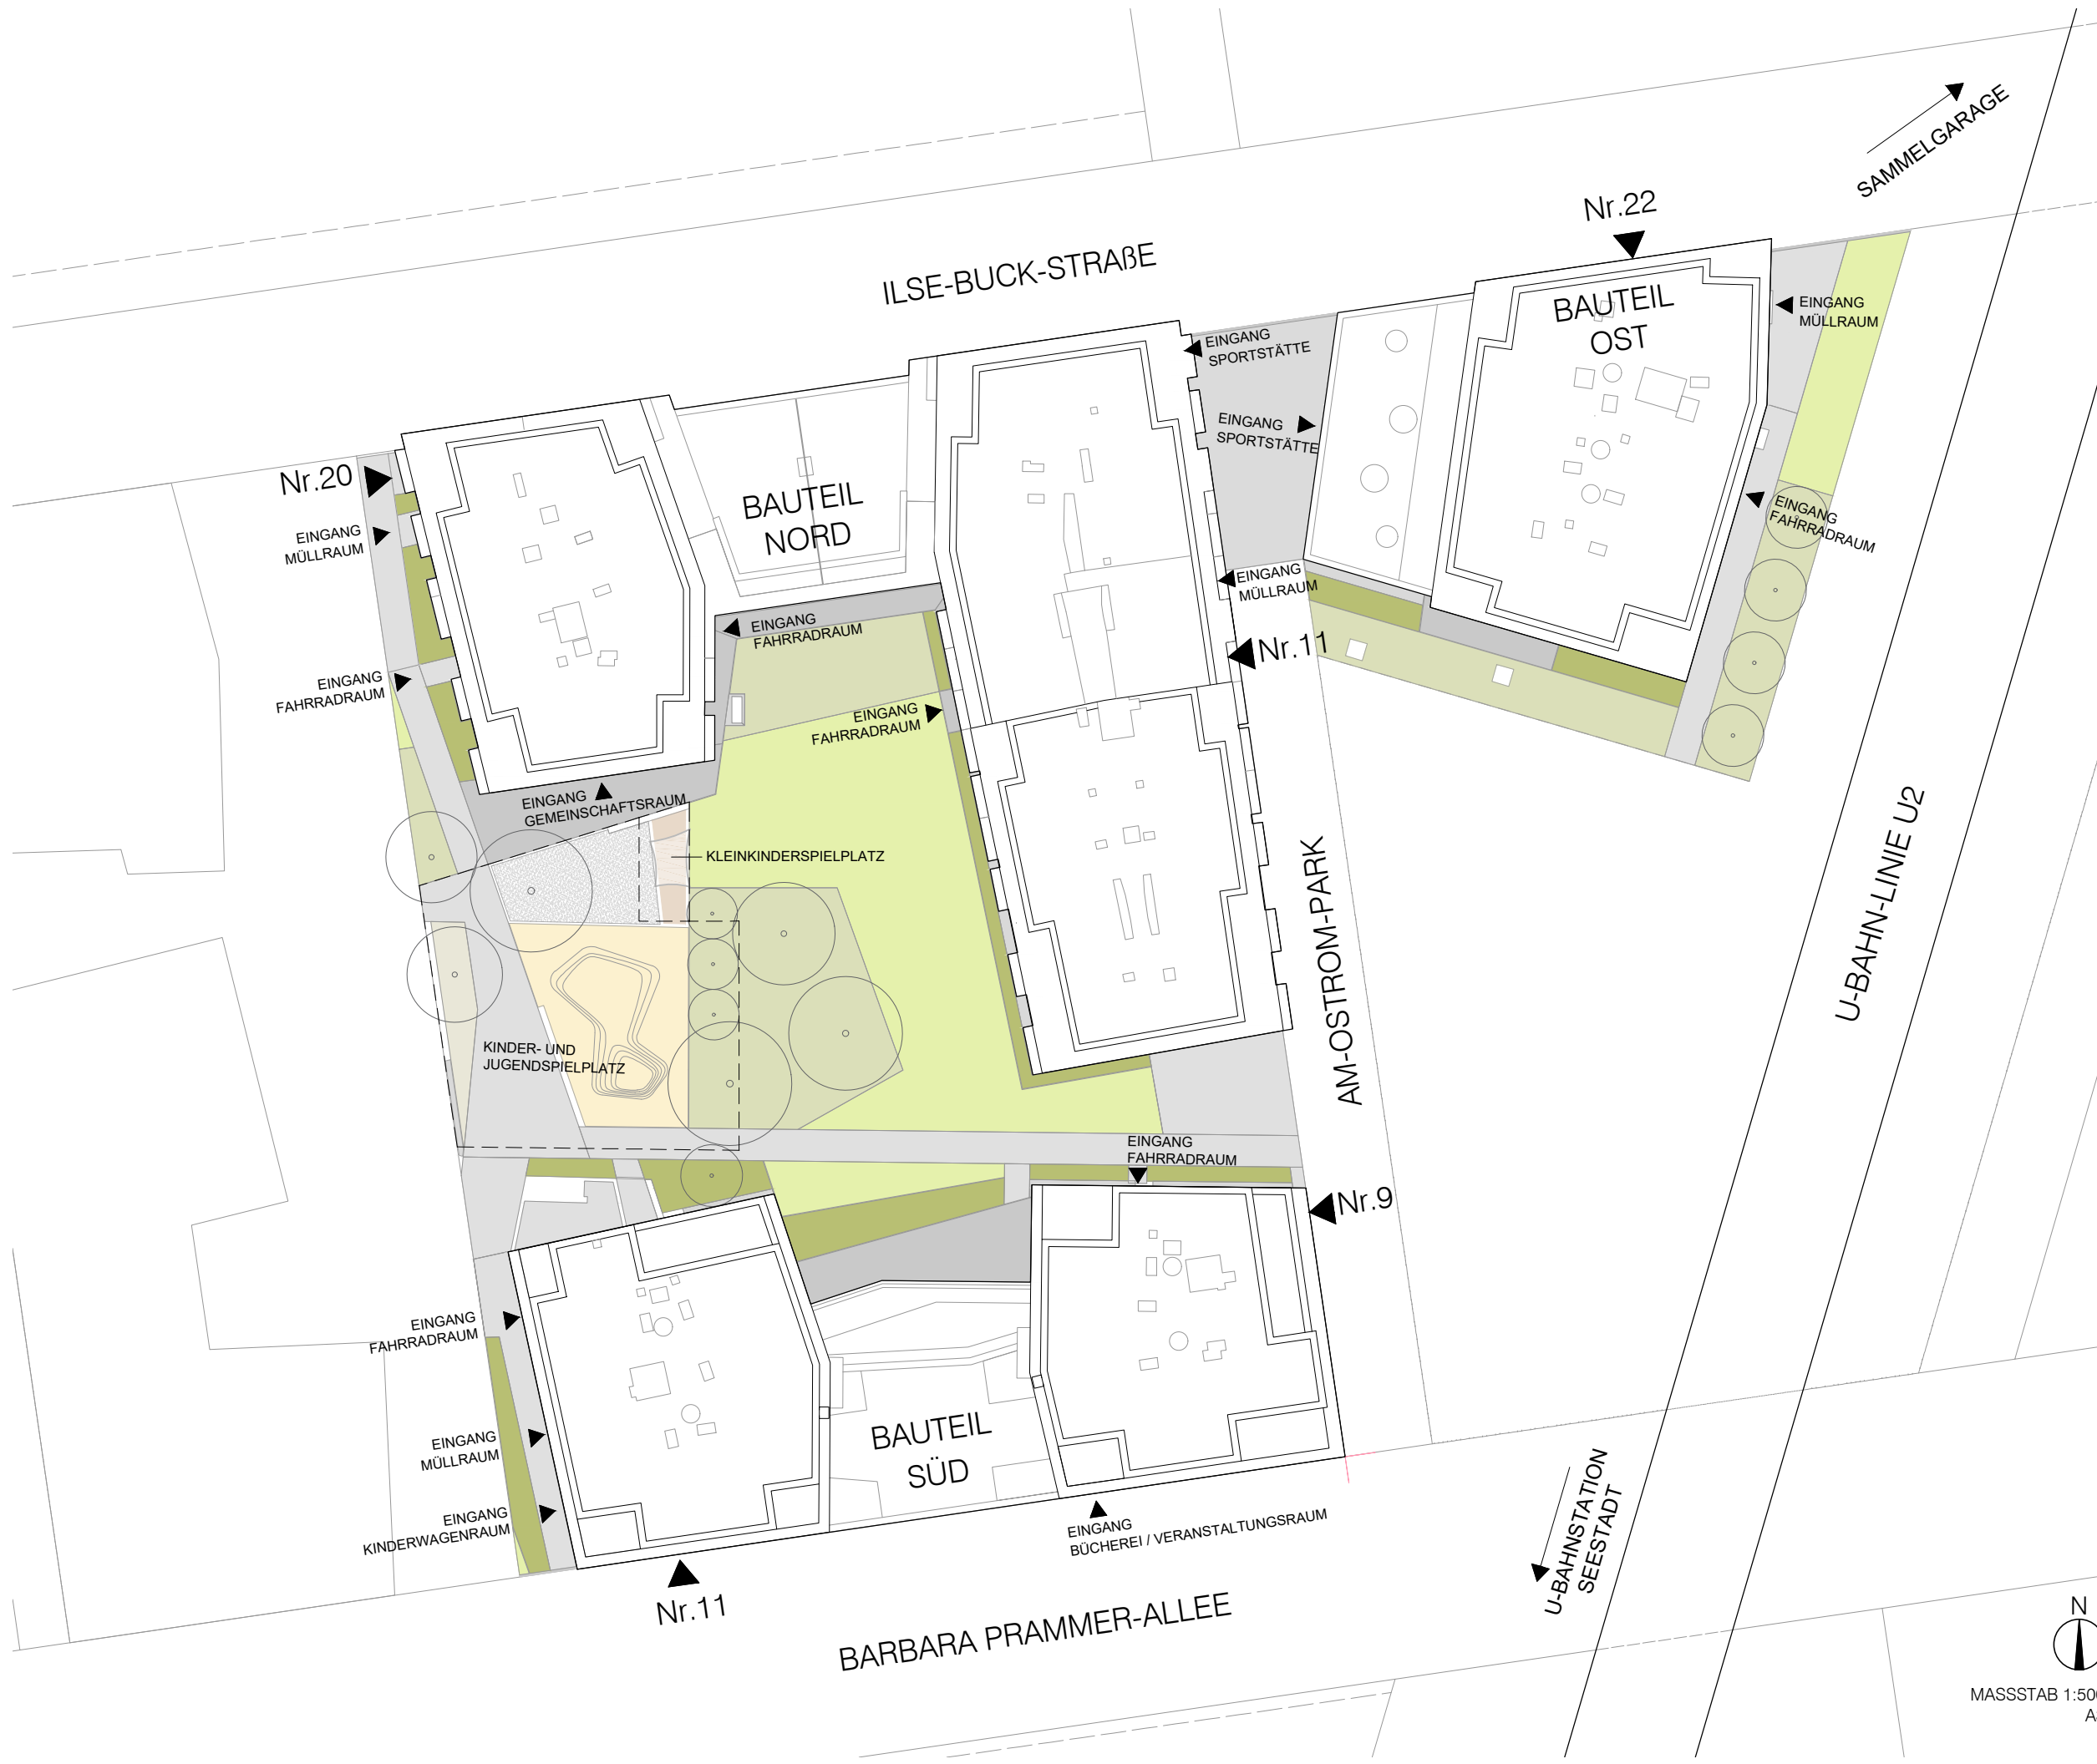 SAMMELGARAGE
Nr.22
ILSE-BUCK-STRAßE
BAUTEIL
OST
EINGANG
MÜLLRAUM
EINGANG
SPORTSTÄTTE
EINGANG
SPORTSTÄTTE
Nr.20
BAUTEIL
NORD
EINGANG
FAHRRADRAUM
EINGANG
MÜLLRAUM
EINGANG
MÜLLRAUM
EINGANG
FAHRRADRAUM
Nr.11
EINGANG
FAHRRADRAUM
EINGANG
FAHRRADRAUM
EINGANG
GEMEINSCHAFTSRAUM
KLEINKINDERSPIELPLATZ
U-BAHN-LINIE U2
AM-OSTROM-PARK
KINDER- UND
JUGENDSPIELPLATZ
EINGANG
FAHRRADRAUM
Nr.9
EINGANG
FAHRRADRAUM
BAUTEIL
SÜD
EINGANG
MÜLLRAUM
EINGANG
KINDERWAGENRAUM
EINGANG
BÜCHEREI / VERANSTALTUNGSRAUM
U-BAHNSTATION
SEESTADT
Nr.11
BARBARA PRAMMER-ALLEE
N
MASSSTAB